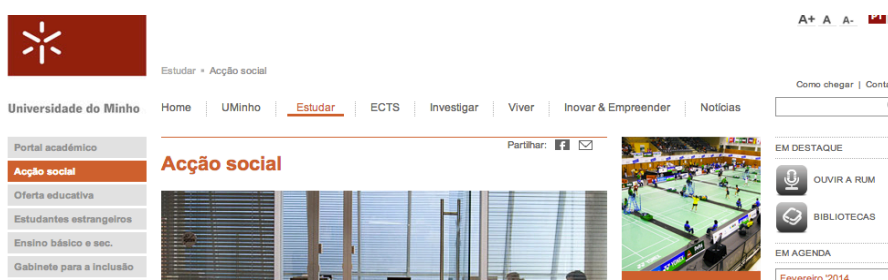 A+ A A-
PT
Estudar • Acção social
Como chegar |
Universidade do Minho
Home UMinho Estudar ECTS Investigar Viver Inovar & Empreender Notícias
Portal académico
Acção social
Oferta educativa
Estudantes estrangeiros
Ensino básico e sec.
Gabinete para a inclusão
Partilhar:
Acção social
EM DESTAQUE
OUVIR A RUM
BIBLIOTECAS
EM AGENDA
Fevereiro '2014